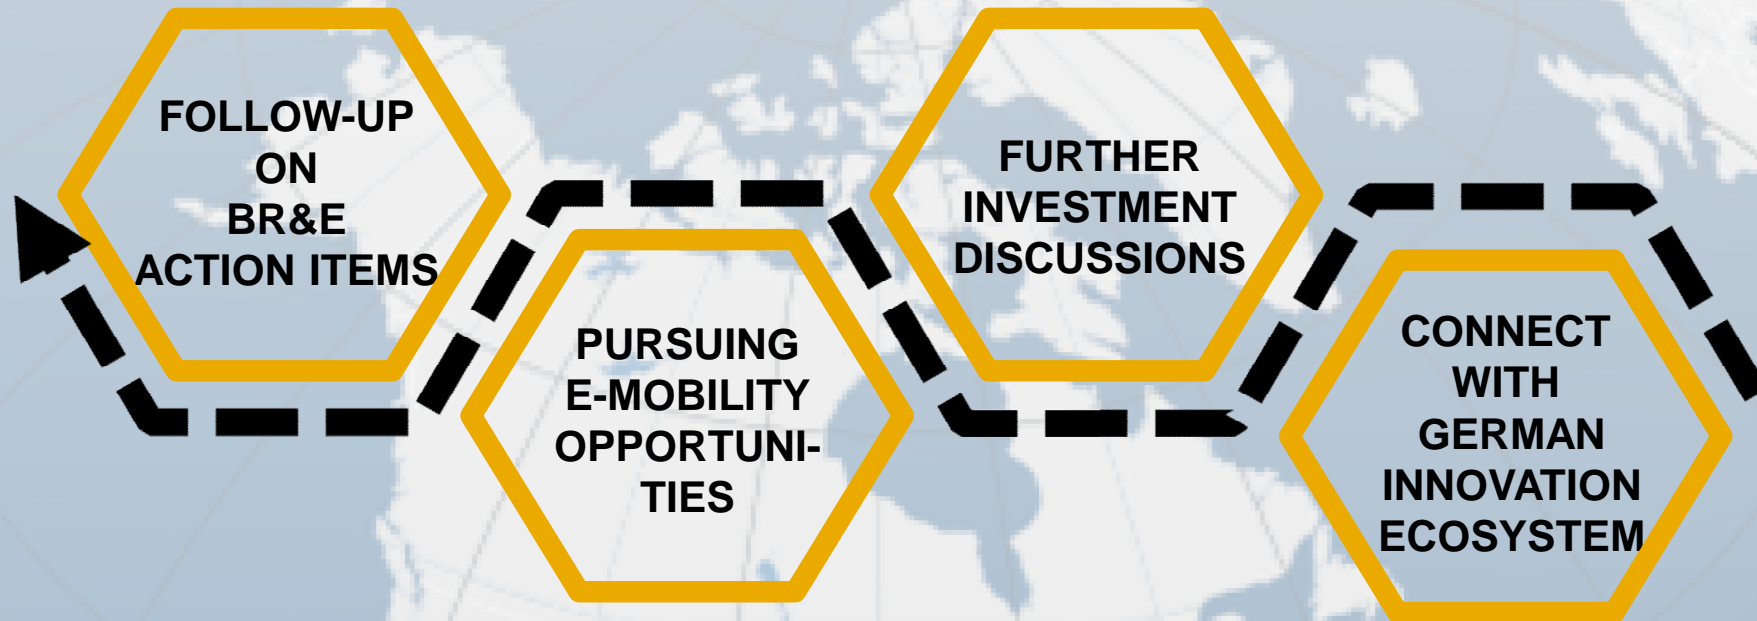 FOLLOW-UP
ON
BR&E
ACTION ITEMS
PURSUING
E-MOBILITY
OPPORTUNI-
TIES
FURTHER
INVESTMENT
DISCUSSIONS
CONNECT
WITH
GERMAN
INNOVATION
ECOSYSTEM